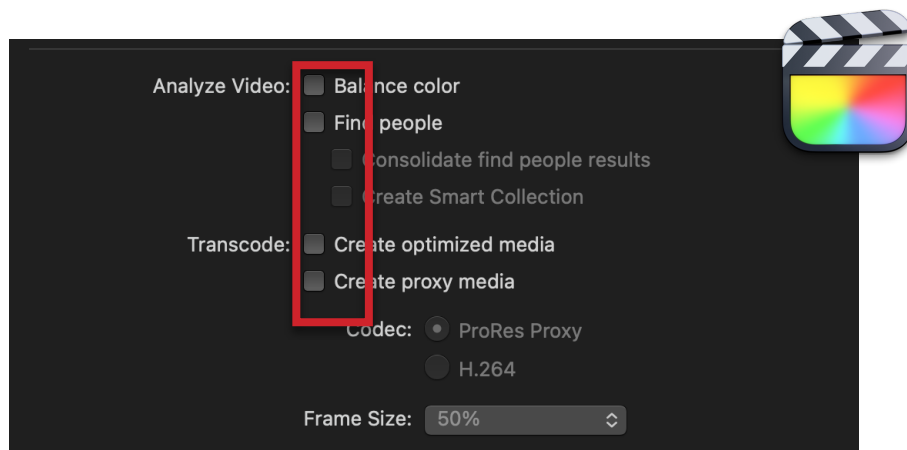 Analyze Video: Balance color
Find people
Consolidate find people results
Create Smart Collection
Transcode: Create optimized media
Create proxy media
Codec: ProRes Proxy
H.264
Frame Size: 50%